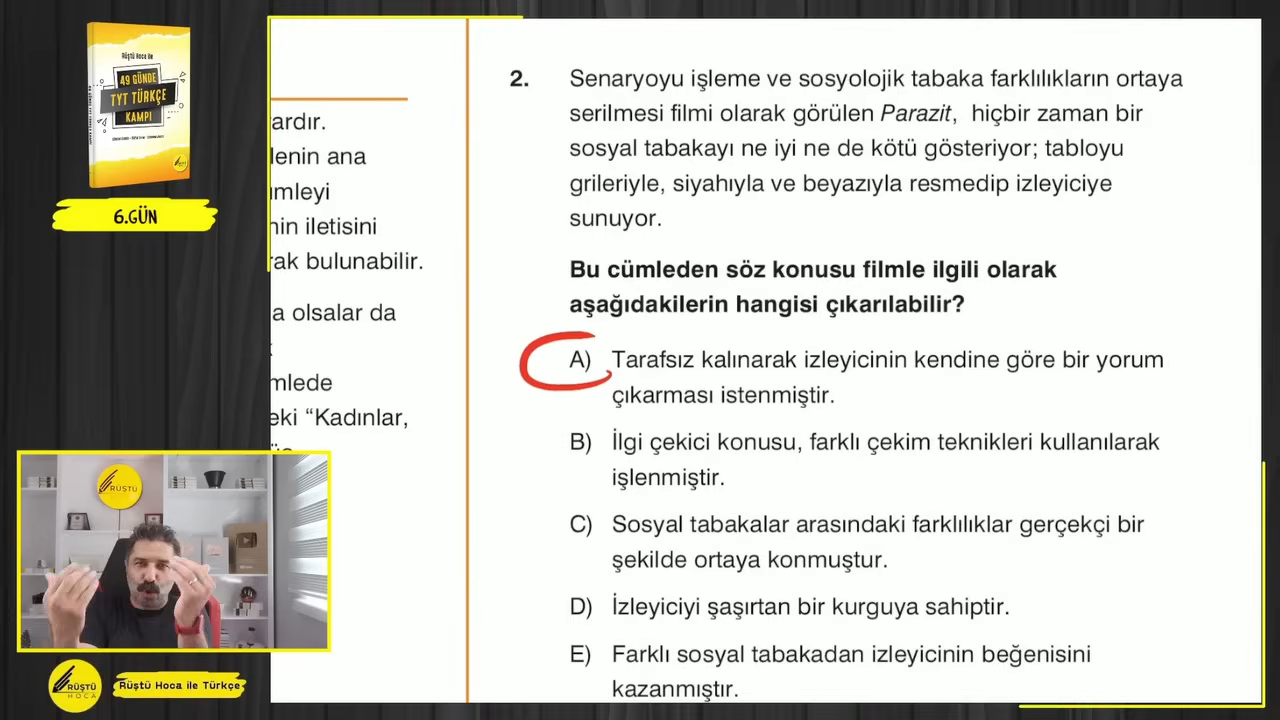 Rüştü Hoca ile
49 GÜNDE
TYT TÜRKÇE
KAMPI
6.GÜN
ardır.
lenin ana
ümleyi
nin iletisini
rak bulunabilir.
a olsalar da
mlede
eki “Kadınlar,
2. Senaryoyu işleme ve sosyolojik tabaka farklılıkların ortaya
serilmesi filmi olarak görülen Parazit, hiçbir zaman bir
sosyal tabakayı ne iyi ne de kötü gösteriyor; tabloyu
grileriyle, siyahıyla ve beyazıyla resmedip izleyiciye
sunuyor.
Bu cümleden söz konusu filmle ilgili olarak
aşağıdakilerin hangisi çıkarılabilir?
A) Tarafsız kalınarak izleyicinin kendine göre bir yorum
çıkarması istenmiştir.
B) İlgi çekici konusu, farklı çekim teknikleri kullanılarak
işlenmiştir.
C) Sosyal tabakalar arasındaki farklılıklar gerçekçi bir
şekilde ortaya konmuştur.
D) İzleyiciyi şaşırtan bir kurguya sahiptir.
E) Farklı sosyal tabakadan izleyicinin beğenisini
kazanmıştır.
RÜŞTÜ
RÜŞTÜ
HOCA
Rüştü Hoca ile Türkçe